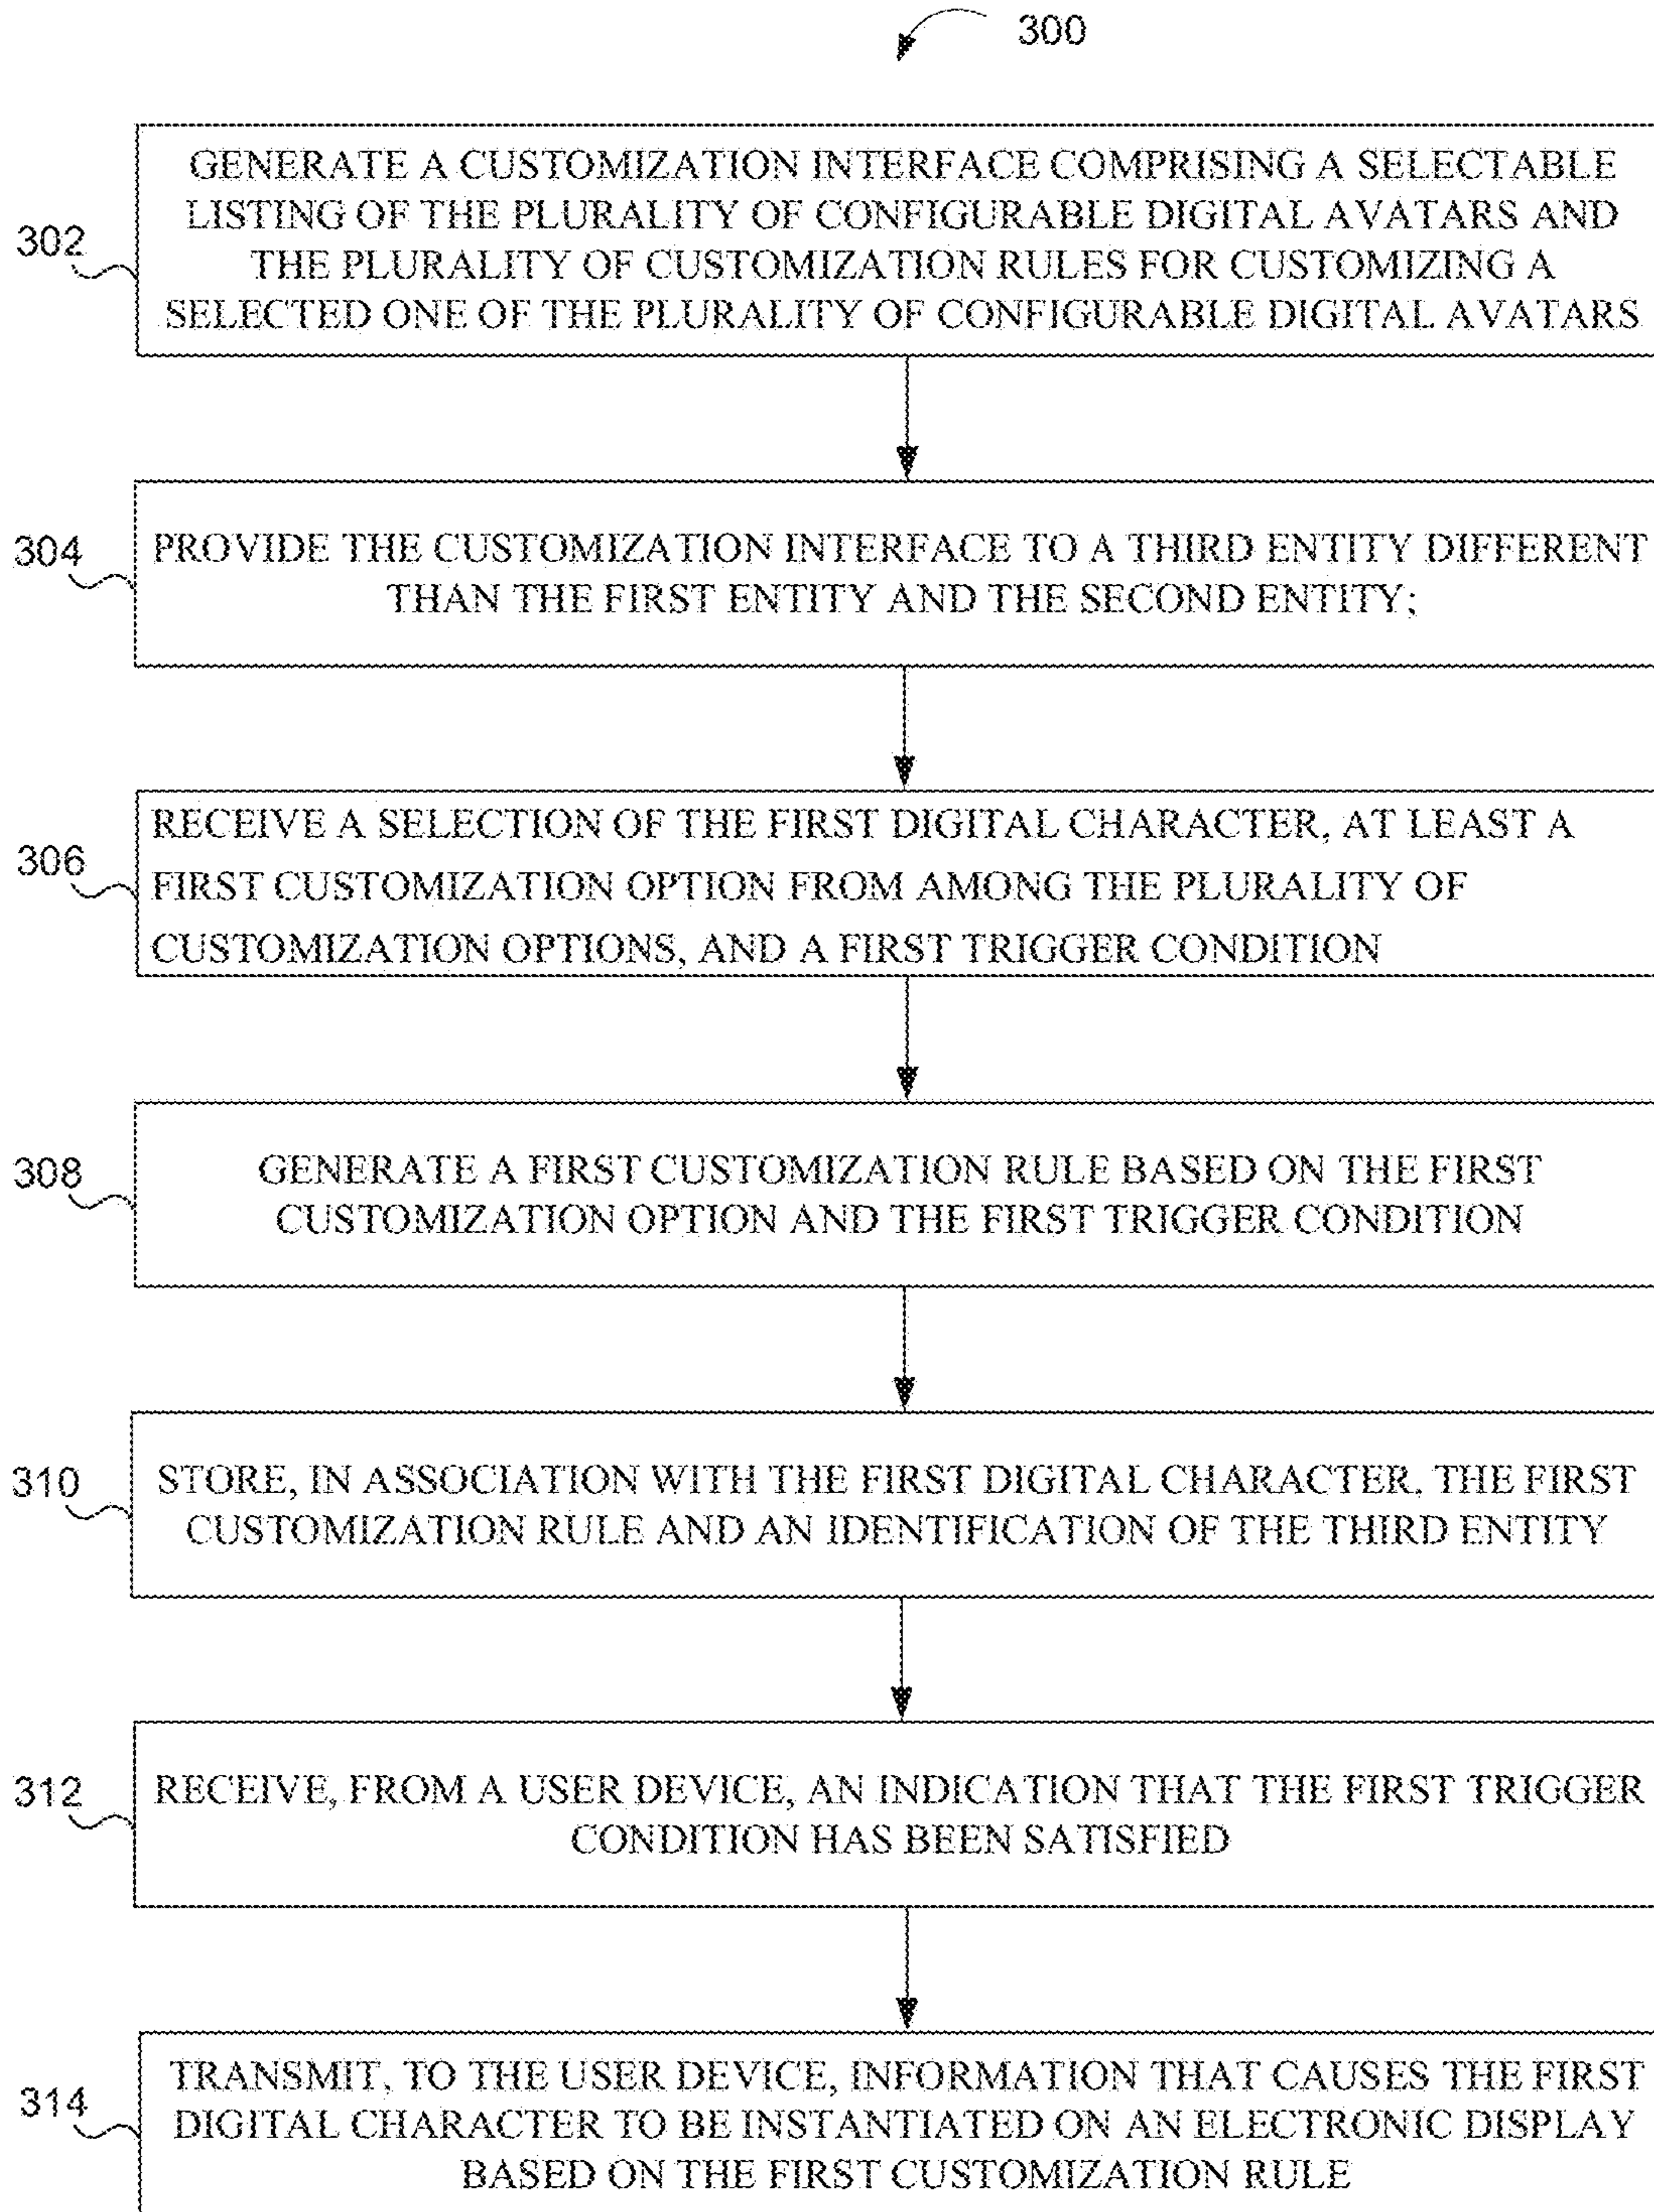 300
302
GENERATE A CUSTOMIZATION INTERFACE COMPRISING A SELECTABLE
LISTING OF THE PLURALITY OF CONFIGURABLE DIGITAL AVATARS AND
THE PLURALITY OF CUSTOMIZATION RULES FOR CUSTOMIZING A
SELECTED ONE OF THE PLURALITY OF CONFIGURABLE DIGITAL AVATARS
304
PROVIDE THE CUSTOMIZATION INTERFACE TO A THIRD ENTITY DIFFERENT
THAN THE FIRST ENTITY AND THE SECOND ENTITY;
306
RECEIVE A SELECTION OF THE FIRST DIGITAL CHARACTER, AT LEAST A
FIRST CUSTOMIZATION OPTION FROM AMONG THE PLURALITY OF
CUSTOMIZATION OPTIONS, AND A FIRST TRIGGER CONDITION
308
GENERATE A FIRST CUSTOMIZATION RULE BASED ON THE FIRST
CUSTOMIZATION OPTION AND THE FIRST TRIGGER CONDITION
310
STORE, IN ASSOCIATION WITH THE FIRST DIGITAL CHARACTER, THE FIRST
CUSTOMIZATION RULE AND AN IDENTIFICATION OF THE THIRD ENTITY
312
RECEIVE, FROM A USER DEVICE, AN INDICATION THAT THE FIRST TRIGGER
CONDITION HAS BEEN SATISFIED
314
TRANSMIT, TO THE USER DEVICE, INFORMATION THAT CAUSES THE FIRST
DIGITAL CHARACTER TO BE INSTANTIATED ON AN ELECTRONIC DISPLAY
BASED ON THE FIRST CUSTOMIZATION RULE